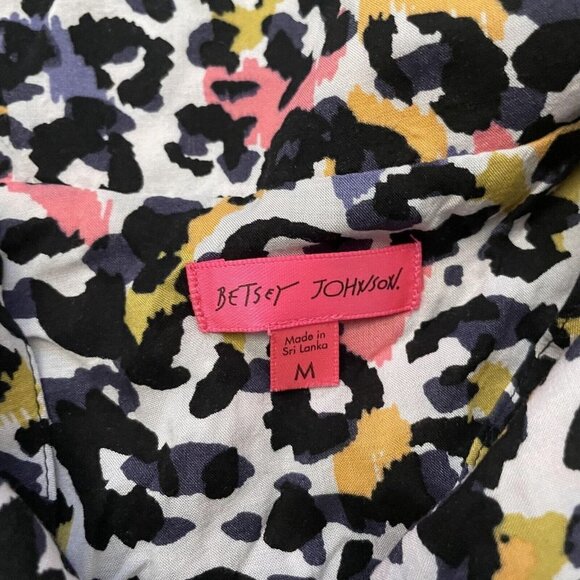 BETSEY JOHNSON.
Made in
Sri Lanka
M